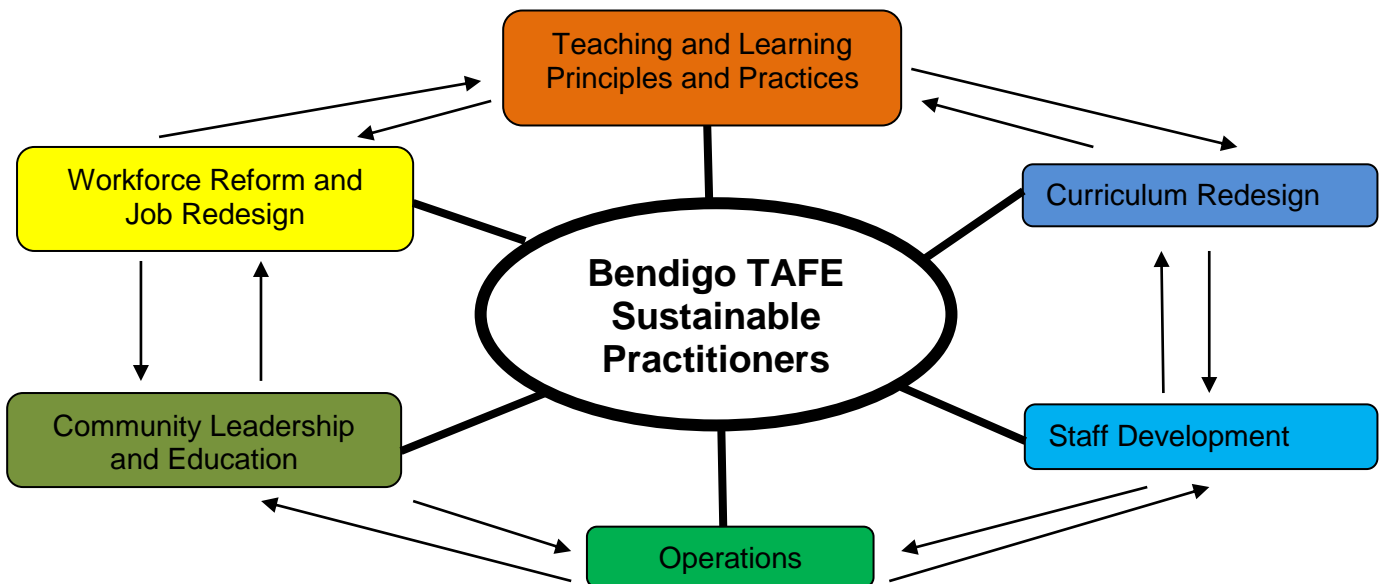 Teaching and Learning
Principles and Practices
Workforce Reform and
Job Redesign
Curriculum Redesign
Bendigo TAFE
Sustainable
Practitioners
Community Leadership
and Education
Staff Development
Operations